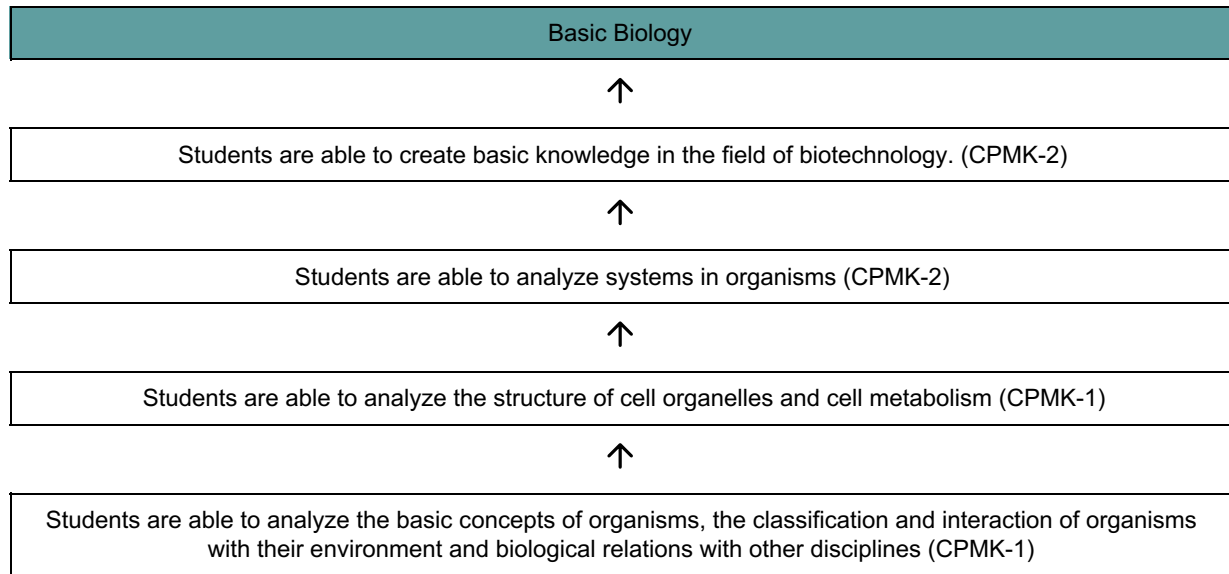 Basic Biology
Students are able to create basic knowledge in the field of biotechnology. (CPMK-2)
Students are able to analyze systems in organisms (CPMK-2)
Students are able to analyze the structure of cell organelles and cell metabolism (CPMK-1)
Students are able to analyze the basic concepts of organisms, the classification and interaction of organisms
with their environment and biological relations with other disciplines (CPMK-1)